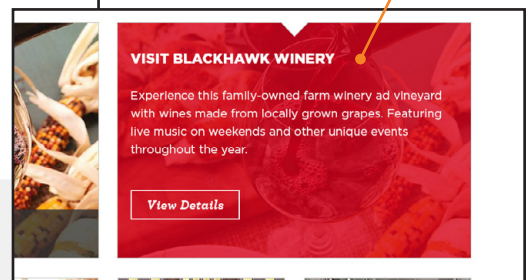 VISIT BLACKHAWK WINERY
Experience this family-owned farm winery ad vineyard
with wines made from locally grown grapes. Featuring
live music on weekends and other unique events
throughout the year.
View Details